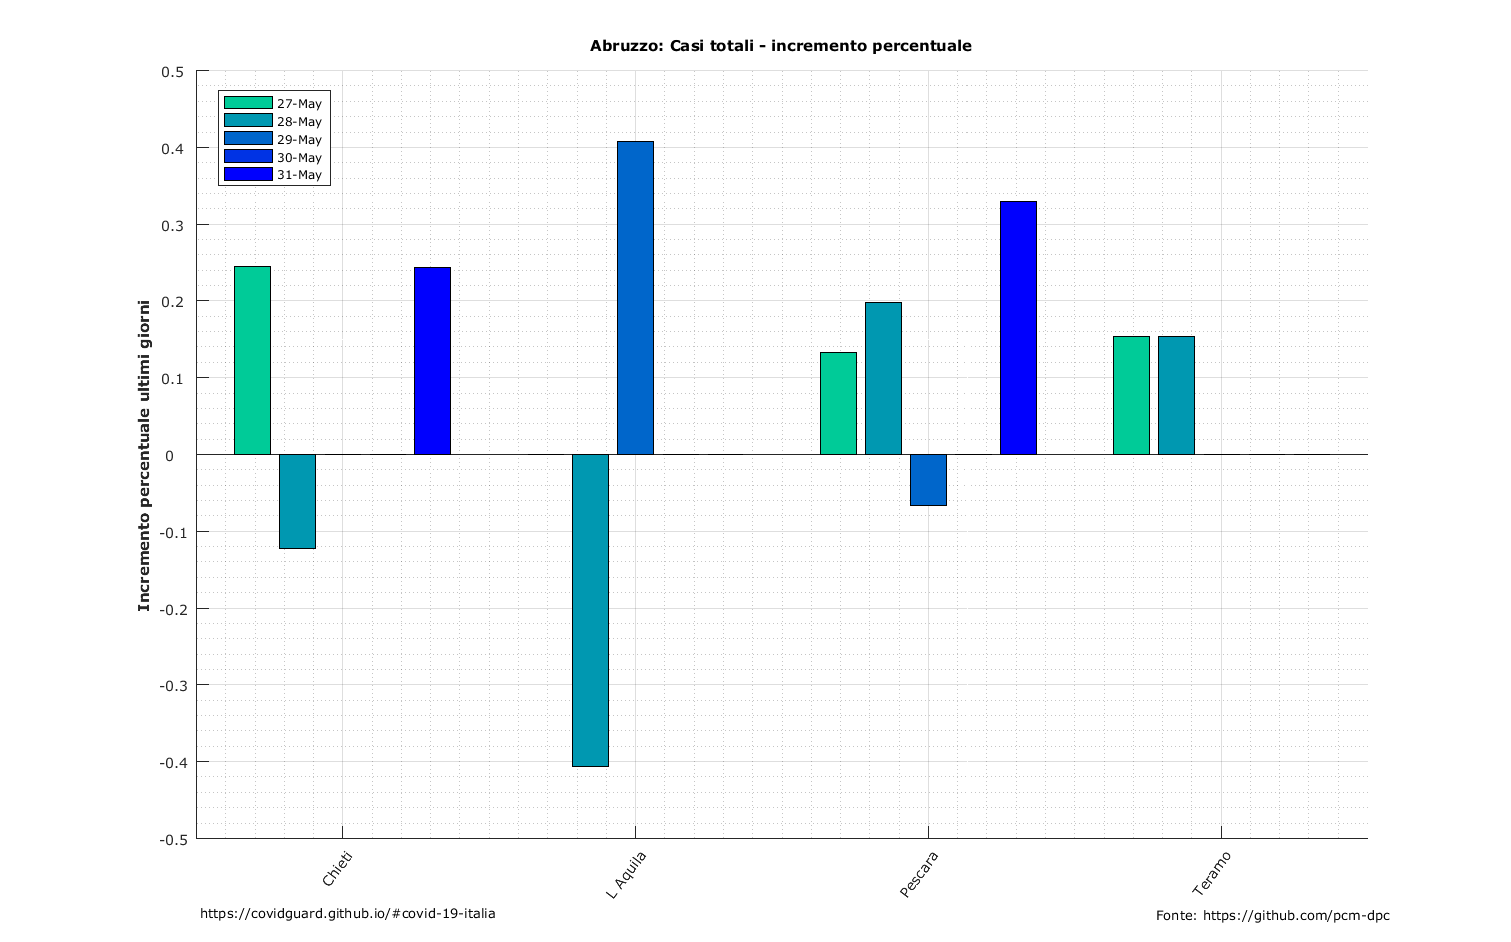 Abruzzo: Casi totali - incremento percentuale
0.5
0.4
0.3
0.2
0.1
0
-0.1
-0.2
-0.3
-0.4
-0.5
Incremento percentuale ultimi giorni
27-May
28-May
29-May
30-May
31-May
Chieti
L Aquila
Pescara
Teramo
https://covidguard.github.io/#covid-19-italia
Fonte: https://github.com/pcm-dpc